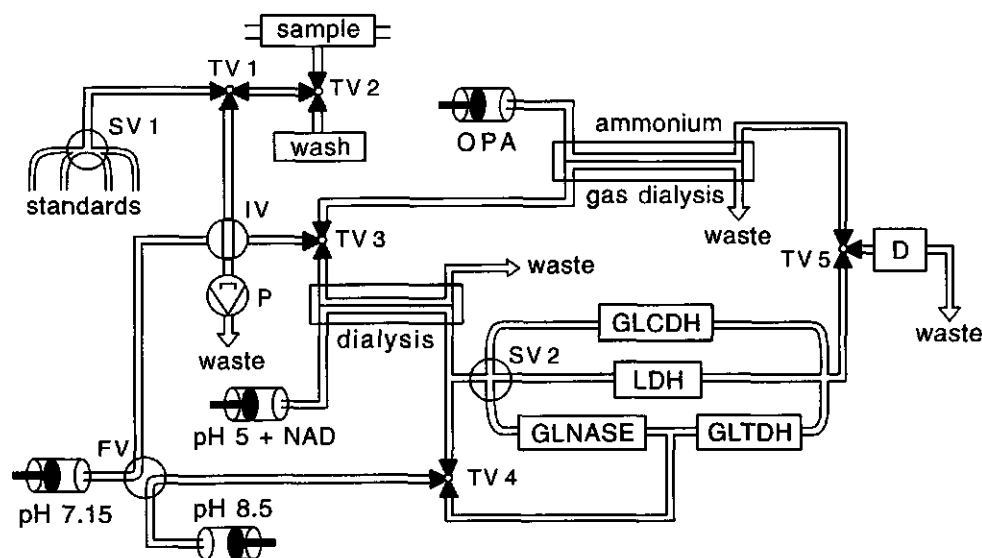 sample
TV 1
TV 2
SV 1
wash
standards
OPA
ammonium
gas dialysis
waste
IV
TV 3
TV 5
D
waste
P
waste
waste
dialysis
GLCDH
SV 2
LDH
pH 5 + NAD
GLNASE
GLTDH
FV
TV 4
pH 7.15
pH 8.5